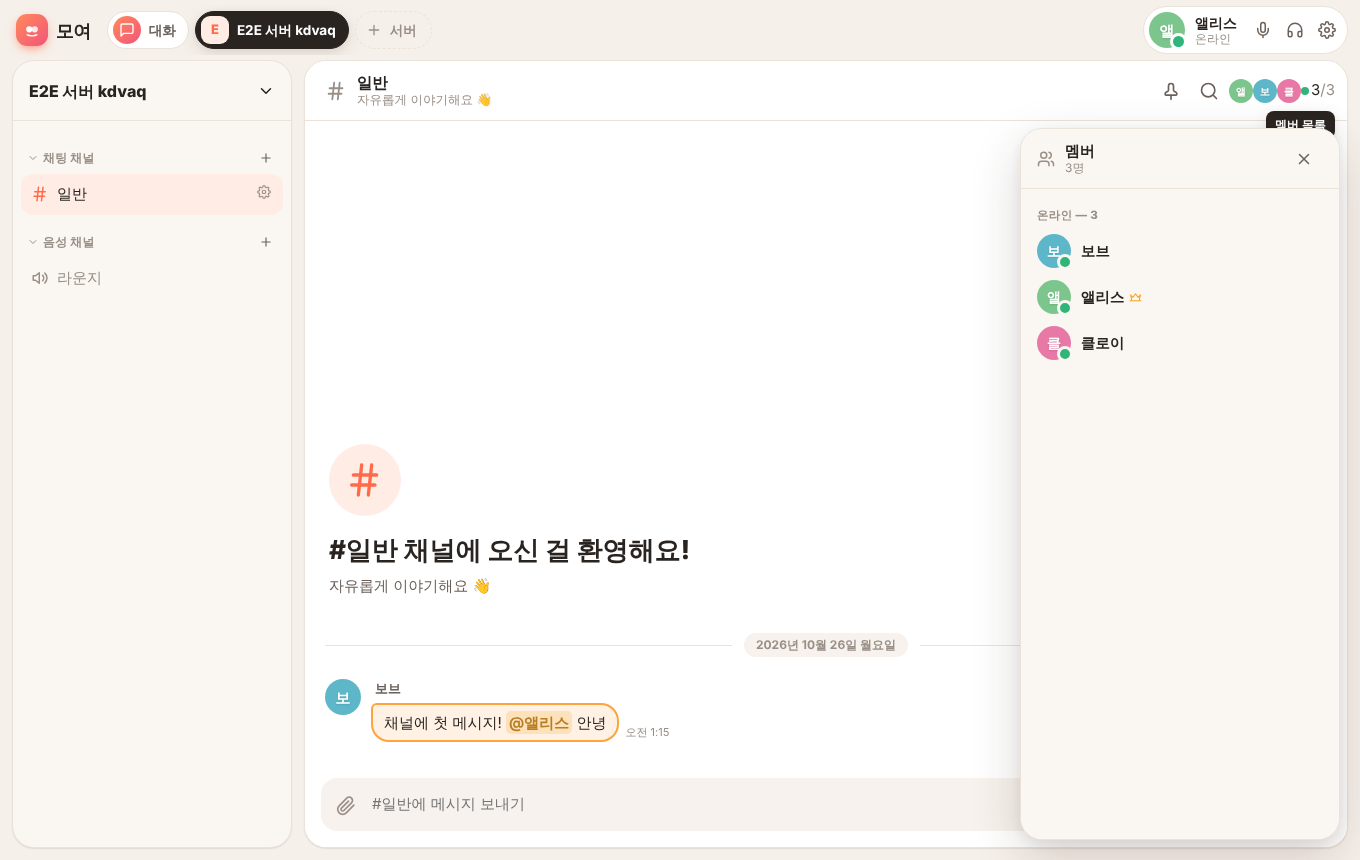 모여
대화
E
E2E 서버 kdvaq
서버
앨
앨리스
온라인
E2E 서버 kdvaq
채팅 채널
일반
음성 채널
라운지
일반
자유롭게 이야기해요 👋
앨 보 클 3/3
멤버 목록
멤버
3명
온라인 — 3
보 보브
앨 앨리스
클 클로이
#일반 채널에 오신 걸 환영해요!
자유롭게 이야기해요 👋
2026년 10월 26일 월요일
보
보브
채널에 첫 메시지! @앨리스 안녕
오전 1:15
#일반에 메시지 보내기